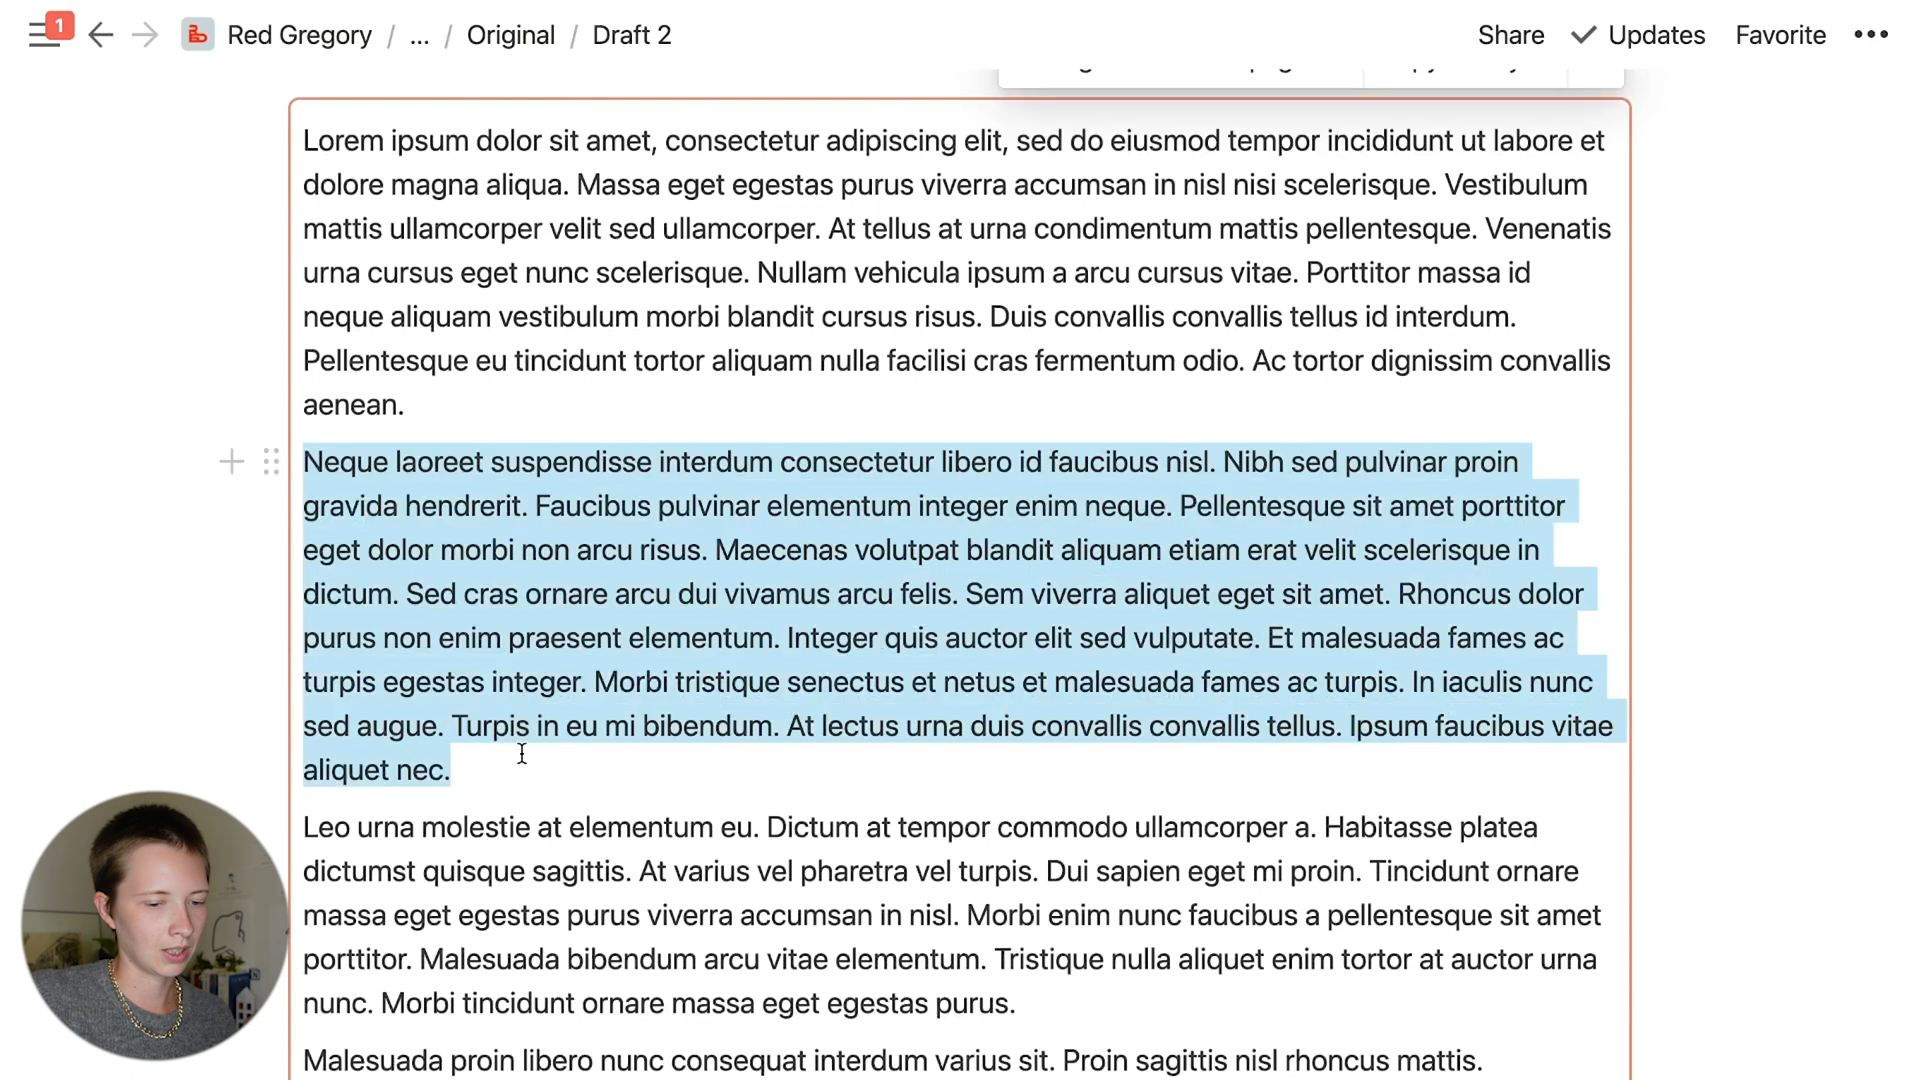 1
Red Gregory / ... / Original / Draft 2
Share Updates Favorite •••
Lorem ipsum dolor sit amet, consectetur adipiscing elit, sed do eiusmod tempor incididunt ut labore et
dolore magna aliqua. Massa eget egestas purus viverra accumsan in nisl nisi scelerisque. Vestibulum
mattis ullamcorper velit sed ullamcorper. At tellus at urna condimentum mattis pellentesque. Venenatis
urna cursus eget nunc scelerisque. Nullam vehicula ipsum a arcu cursus vitae. Porttitor massa id
neque aliquam vestibulum morbi blandit cursus risus. Duis convallis convallis tellus id interdum.
Pellentesque eu tincidunt tortor aliquam nulla facilisi cras fermentum odio. Ac tortor dignissim convallis
aenean.
Neque laoreet suspendisse interdum consectetur libero id faucibus nisl. Nibh sed pulvinar proin
gravida hendrerit. Faucibus pulvinar elementum integer enim neque. Pellentesque sit amet porttitor
eget dolor morbi non arcu risus. Maecenas volutpat blandit aliquam etiam erat velit scelerisque in
dictum. Sed cras ornare arcu dui vivamus arcu felis. Sem viverra aliquet eget sit amet. Rhoncus dolor
purus non enim praesent elementum. Integer quis auctor elit sed vulputate. Et malesuada fames ac
turpis egestas integer. Morbi tristique senectus et netus et malesuada fames ac turpis. In iaculis nunc
sed augue. Turpis in eu mi bibendum. At lectus urna duis convallis convallis tellus. Ipsum faucibus vitae
aliquet nec.
Leo urna molestie at elementum eu. Dictum at tempor commodo ullamcorper a. Habitasse platea
dictumst quisque sagittis. At varius vel pharetra vel turpis. Dui sapien eget mi proin. Tincidunt ornare
massa eget egestas purus viverra accumsan in nisl. Morbi enim nunc faucibus a pellentesque sit amet
porttitor. Malesuada bibendum arcu vitae elementum. Tristique nulla aliquet enim tortor at auctor urna
nunc. Morbi tincidunt ornare massa eget egestas purus.
Malesuada proin libero nunc consequat interdum varius sit. Proin sagittis nisl rhoncus mattis.